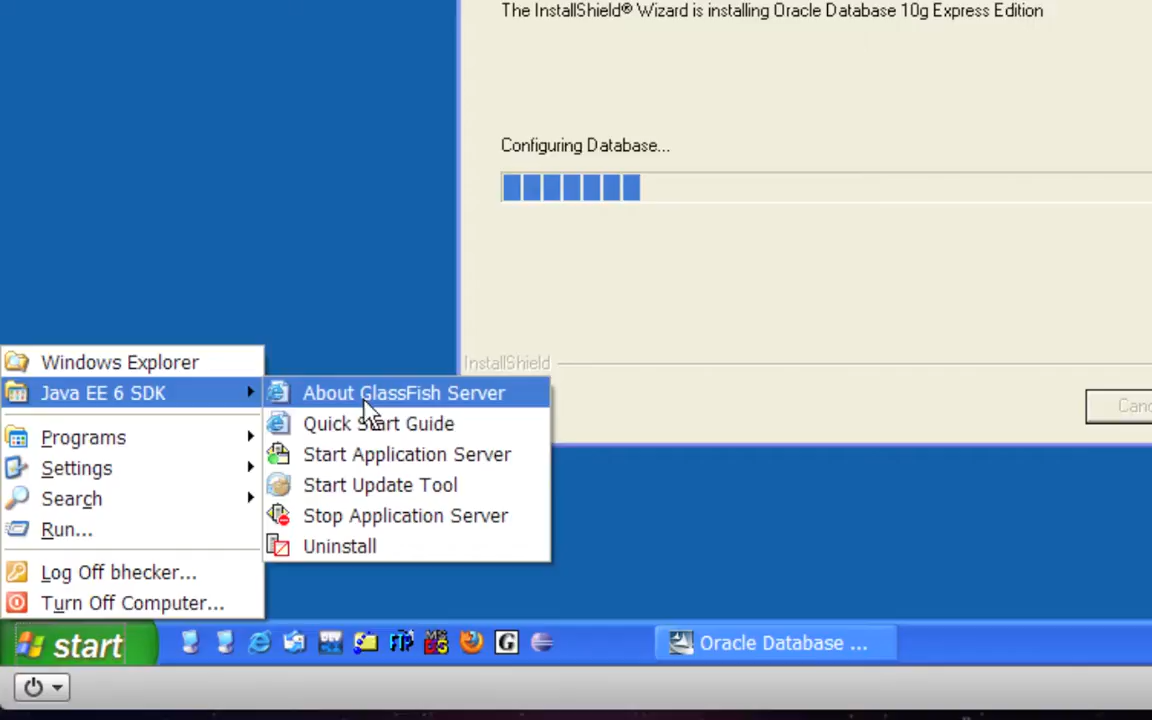 The InstallShield® Wizard is installing Oracle Database 10g Express Edition
Configuring Database...
InstallShield
Windows Explorer
Java EE 6 SDK
About GlassFish Server
Quick Start Guide
Start Application Server
Start Update Tool
Stop Application Server
Uninstall
Programs
Settings
Search
Run...
Log Off bhecker...
Turn Off Computer...
Canc
start
Oracle Database ...